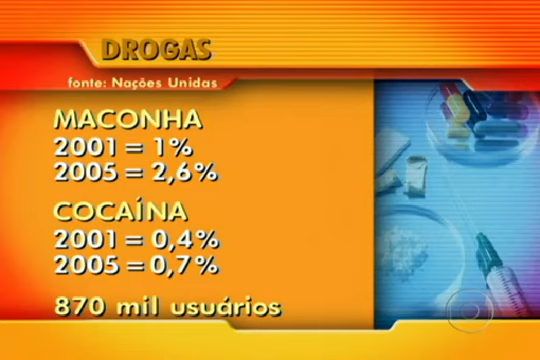 DROGAS
fonte: Nações Unidas
MACONHA
2001 = 1%
2005 = 2,6%
COCAÍNA
2001 = 0,4%
2005 = 0,7%
870 mil usuários